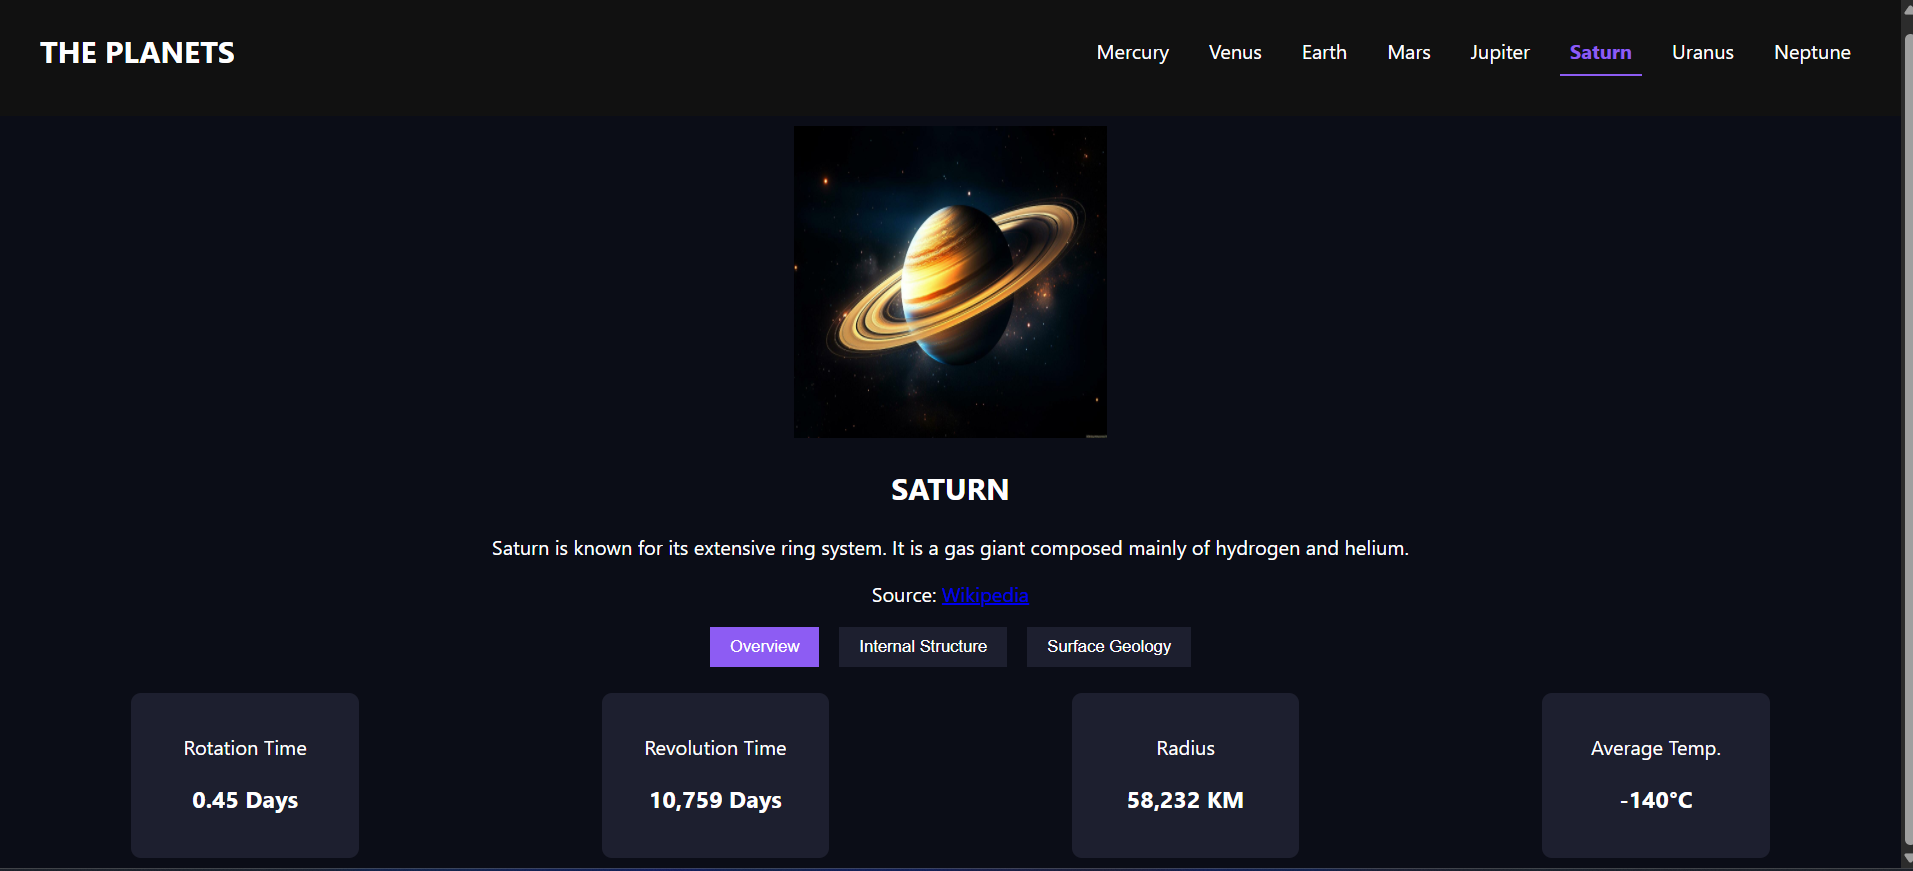 THE PLANETS
Mercury Venus Earth Mars Jupiter Saturn Uranus Neptune
SATURN
Saturn is known for its extensive ring system. It is a gas giant composed mainly of hydrogen and helium.
Source: Wikipedia
Overview Internal Structure Surface Geology
Rotation Time
0.45 Days
Revolution Time
10,759 Days
Radius
58,232 KM
Average Temp.
-140°C